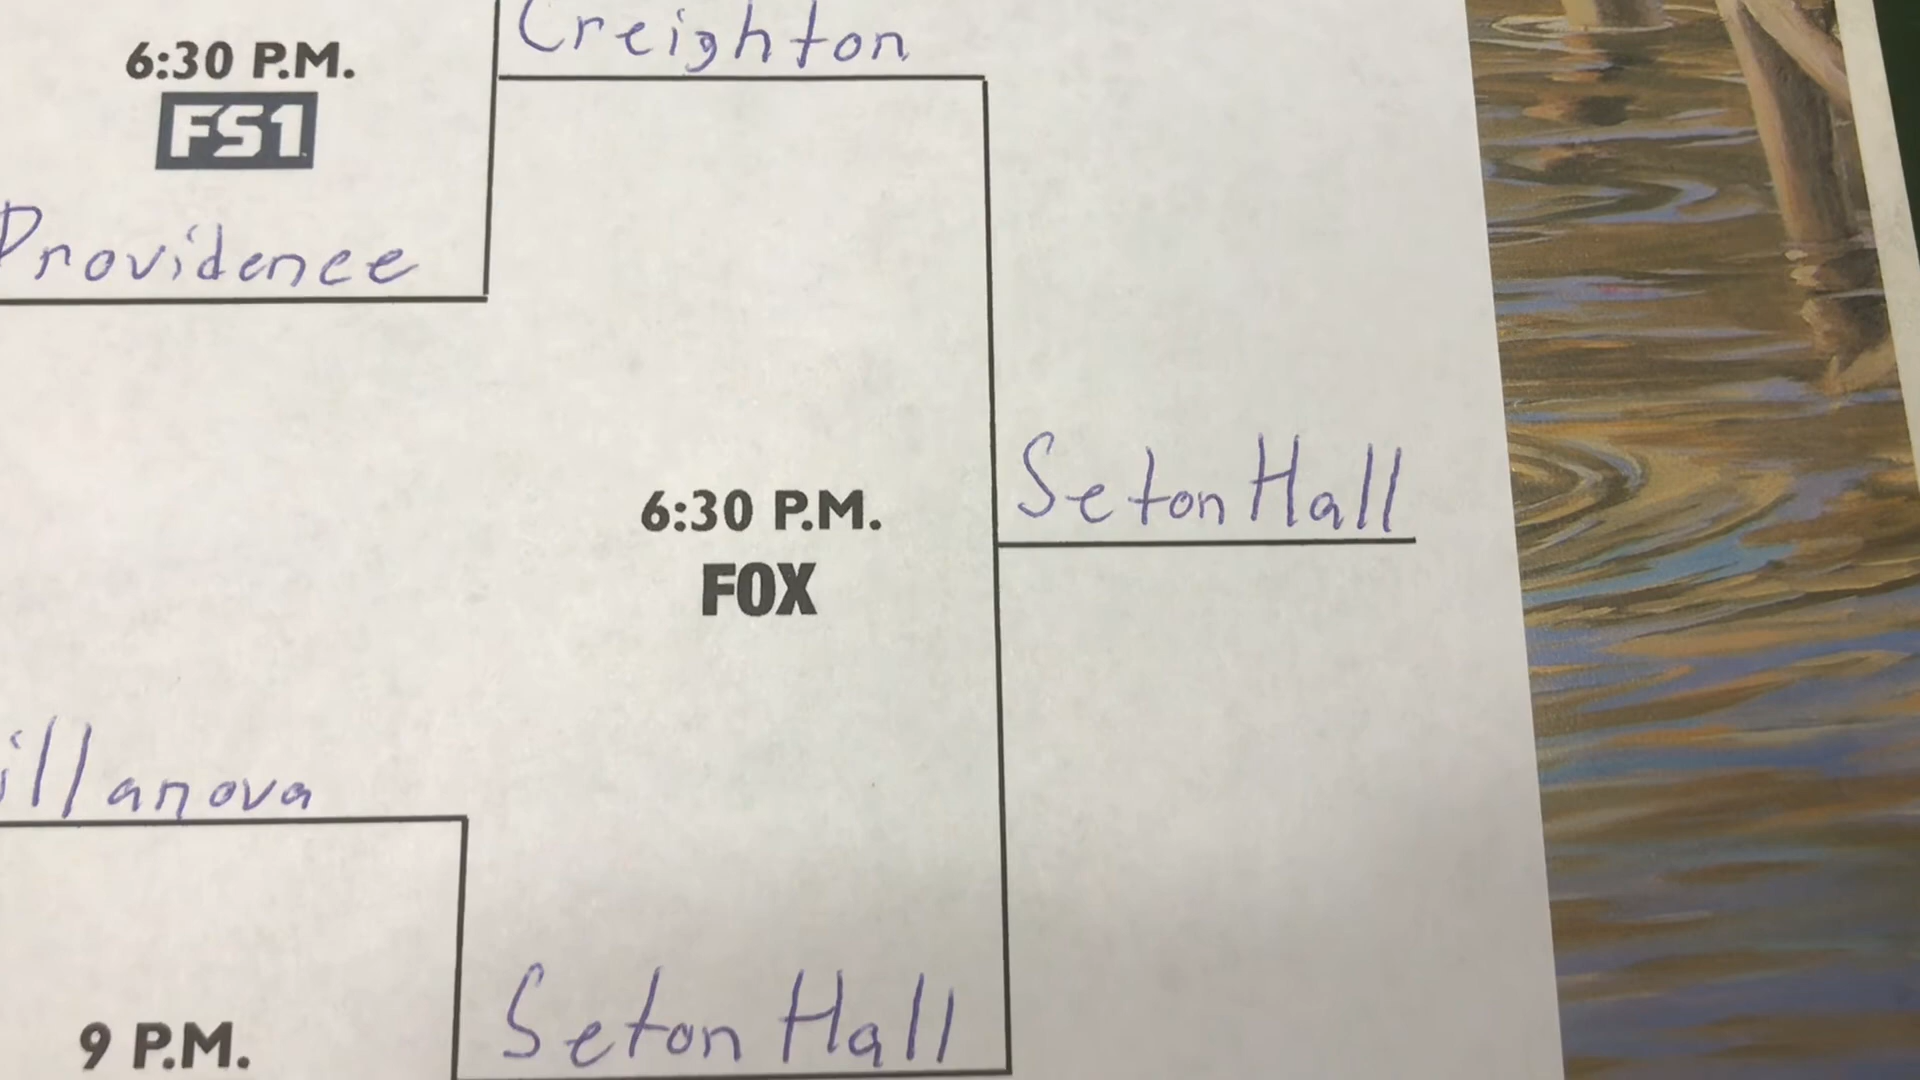 Creighton
6:30 P.M.
FS1
Providence
Seton Hall
6:30 P.M.
FOX
illanova
Seton Hall
9 P.M.